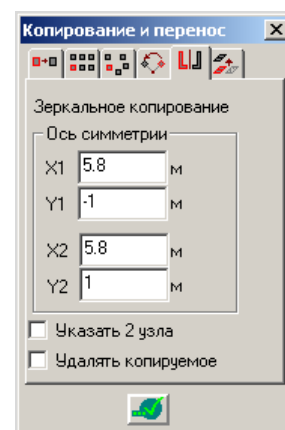 Копирование и перенос
Зеркальное копирование
Ось симметрии
X1 5.8 м
Y1 -1 м
X2 5.8 м
Y2 1 м
Указать 2 узла
Удалять копируемое